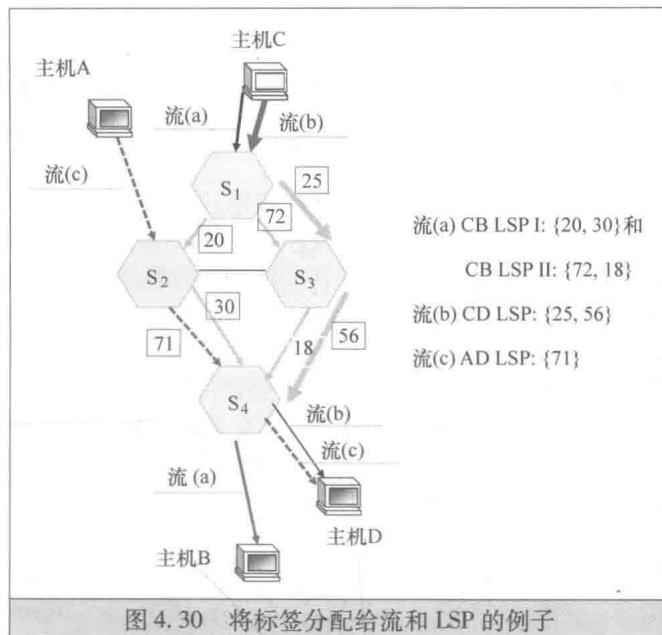 主机C
主机A
流(a)
流(b)
流(c)
S1
25
72
20
S2
S3
30
71
18
56
S4
流(b)
流(c)
流 (a)
主机D
主机B
流(a) CB LSP I: {20, 30}和
CB LSP II: {72, 18}
流(b) CD LSP: {25, 56}
流(c) AD LSP: {71}
图 4.30 将标签分配给流和 LSP 的例子